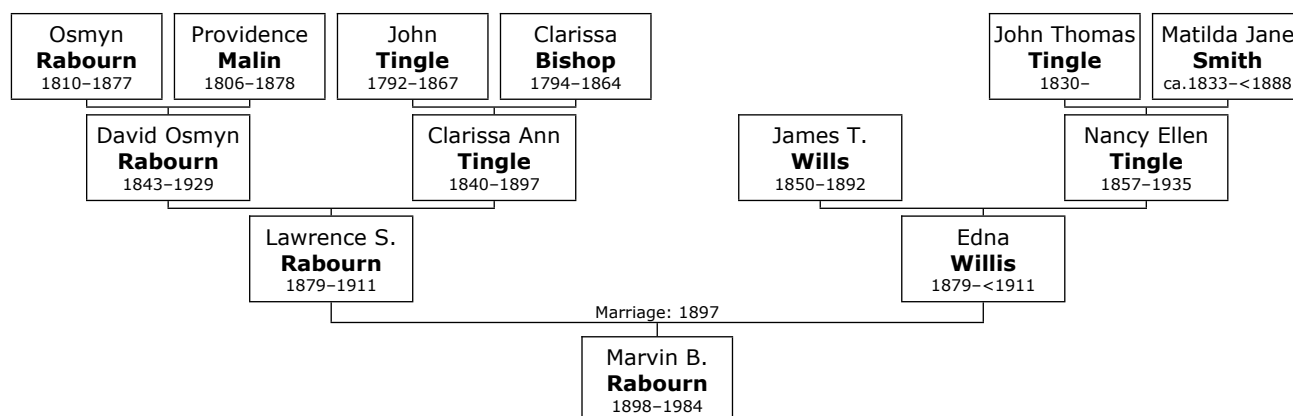 Osmyn
Rabourn
1810–1877
Providence
Malin
1806–1878
John
Tingle
1792–1867
Clarissa
Bishop
1794–1864
John Thomas
Tingle
1830–
Matilda Jane
Smith
ca.1833–<1888
David Osmyn
Rabourn
1843–1929
Clarissa Ann
Tingle
1840–1897
James T.
Wills
1850–1892
Nancy Ellen
Tingle
1857–1935
Lawrence S.
Rabourn
1879–1911
Edna
Willis
1879–<1911
Marriage: 1897
Marvin B.
Rabourn
1898–1984